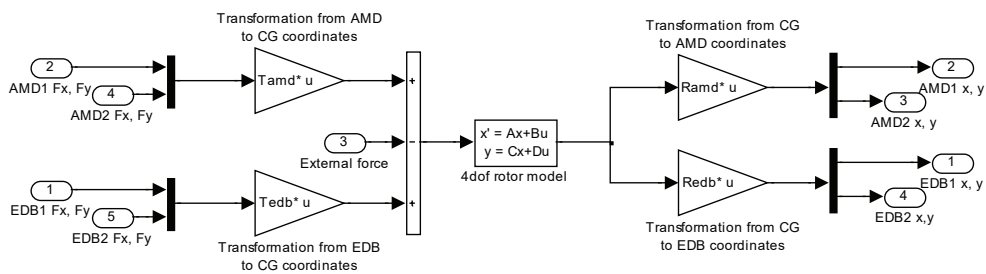 Transformation from AMD
to CG coordinates
2
AMD1 Fx, Fy
4
AMD2 Fx, Fy
Tamd* u
+
3
External force
−
1
EDB1 Fx, Fy
5
EDB2 Fx, Fy
Tedb* u
+
Transformation from EDB
to CG coordinates
x' = Ax+Bu
y = Cx+Du
4dof rotor model
Transformation from CG
to AMD coordinates
Ramd* u
2
AMD1 x, y
3
AMD2 x, y
Redb* u
1
EDB1 x, y
4
EDB2 x,y
Transformation from CG
to EDB coordinates